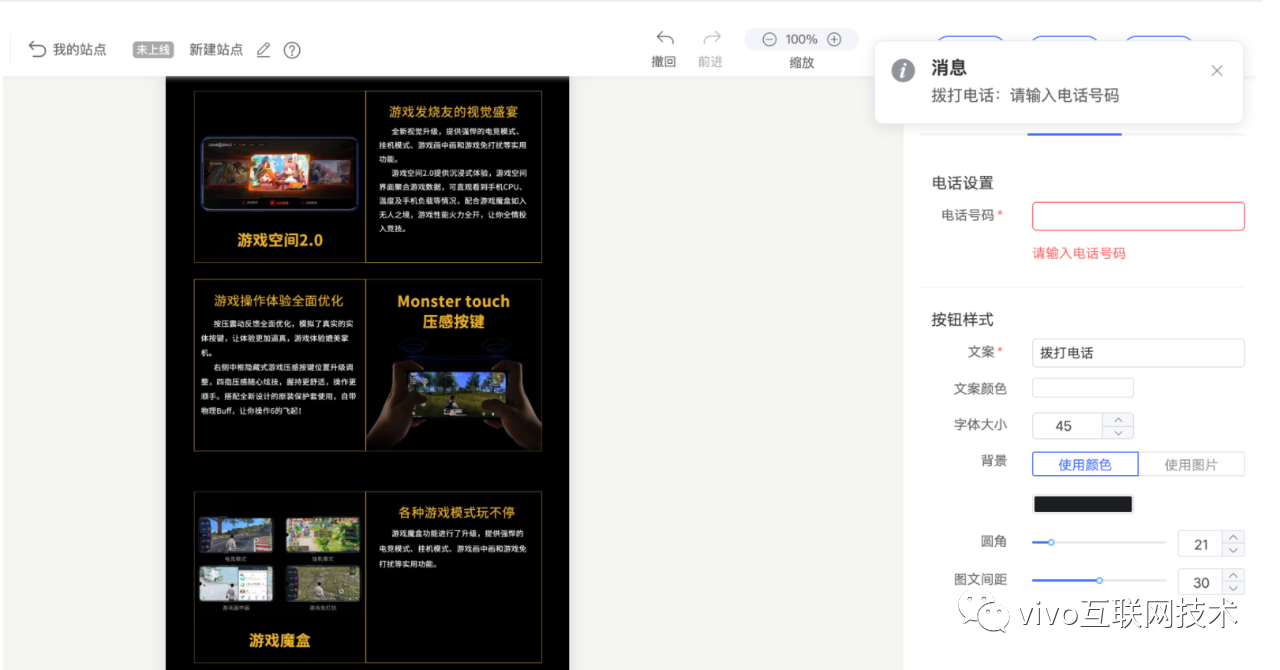 我的站点
未上线
新建站点
撤回
前进
100%
缩放
消息
拨打电话：请输入电话号码
游戏空间2.0
游戏发烧友的视觉盛宴
全新视觉升级，提供强悍的电竞模式、
挂机模式、游戏画中画和游戏免打扰等实用
功能。
游戏空间2.0提供沉浸式体验，游戏空间
界面聚合游戏数据，可直观看到手机CPU、
温度及手机负载等情况，配合游戏魔盒如入
无人之境，游戏性能火力全开，让你全情投
入竞技。
游戏操作体验全面优化
按压震动反馈全面优化，模拟了真实的实
体按键，让体验更加逼真，游戏体验媲美掌
机。
右侧中框隐藏式游戏压感按键位置升级调
整，四指压感随心炫技，握持更舒适，操作更
顺手。搭配全新设计的原装保护套使用，自带
物理Buff，让你操作6的飞起！
Monster touch
压感按键
电竞模式
挂机模式
游戏画中画
游戏免打扰
游戏魔盒
各种游戏模式玩不停
游戏魔盒功能进行了升级，提供强悍的
电竞模式、挂机模式、游戏画中画和游戏免
打扰等实用功能。
电话设置
电话号码*
请输入电话号码
按钮样式
文案*
拨打电话
文案颜色
字体大小
45
背景
使用颜色
使用图片
圆角
21
图文间距
30
vivo互联网技术